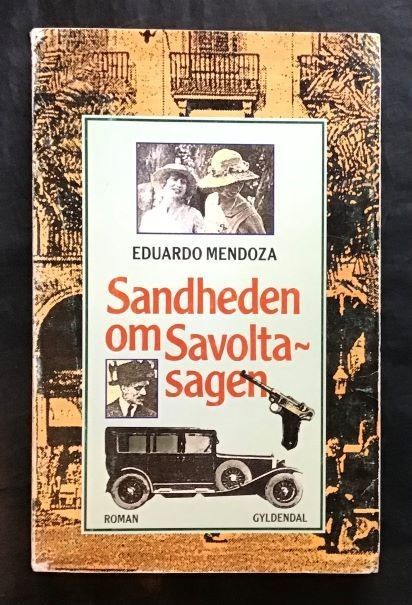 EDUARDO MENDOZA
Sandheden
om Savolta~
sagen
ROMAN GYLDENDAL